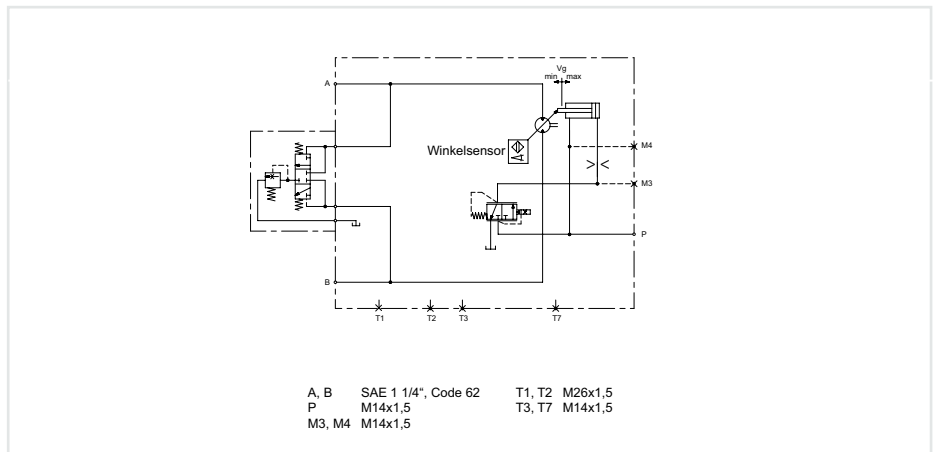 Vg
min max
A
Winkelsensor
M4
M3
P
B
T1 T2 T3 T7
A, B SAE 1 1/4“, Code 62 T1, T2 M26x1,5
P M14x1,5 T3, T7 M14x1,5
M3, M4 M14x1,5